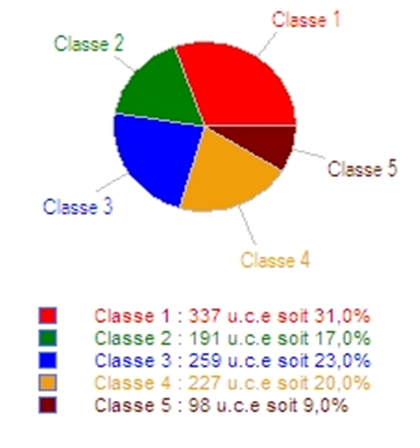 Classe 1
Classe 2
Classe 5
Classe 3
Classe 4
Classe 1 : 337 u.c.e soit 31,0%
Classe 2 : 191 u.c.e soit 17,0%
Classe 3 : 259 u.c.e soit 23,0%
Classe 4 : 227 u.c.e soit 20,0%
Classe 5 : 98 u.c.e soit 9,0%